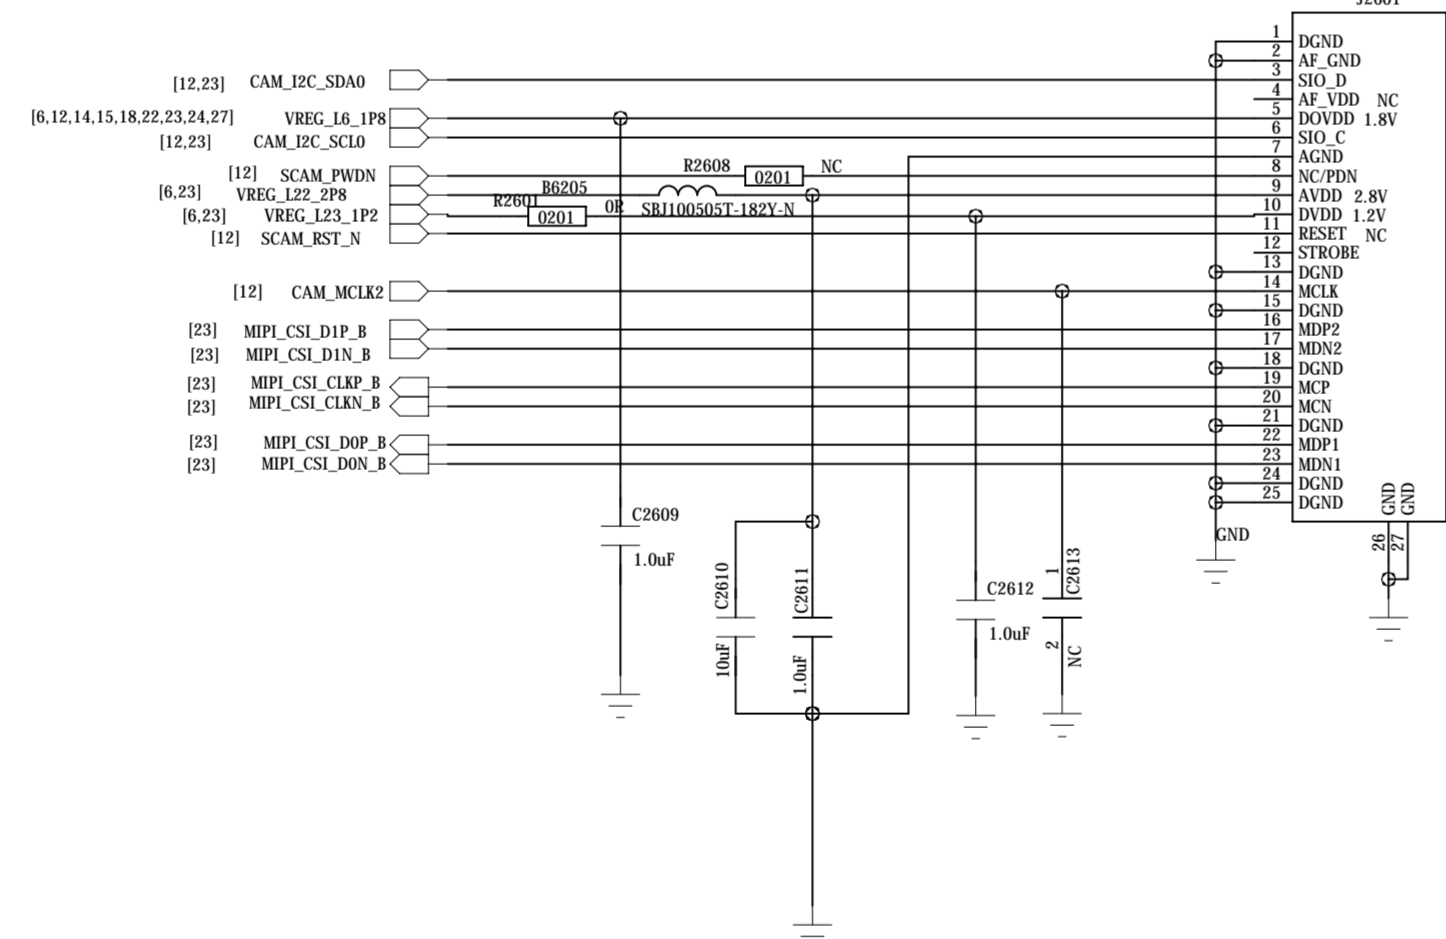 J2601
1 DGND
2 AF_GND
[12,23] CAM_I2C_SDA0 3 SIO_D
4 AF_VDD NC
[6,12,14,15,18,22,23,24,27] VREG_L6_1P8 5 DOVDD 1.8V
[12,23] CAM_I2C_SCL0 6 SIO_C
7 AGND
[12] SCAM_PWDN R2608 0201 NC 8 NC/PDN
[6,23] VREG_L22_2P8 B6205 SBJ100505T-182Y-N 9 AVDD 2.8V
[6,23] VREG_L23_1P2 R2601 0201 0R 10 DVDD 1.2V
[12] SCAM_RST_N 11 RESET NC
12 STROBE
13 DGND
[12] CAM_MCLK2 14 MCLK
15 DGND
[23] MIPI_CSI_D1P_B 16 MDP2
[23] MIPI_CSI_D1N_B 17 MDN2
18 DGND
[23] MIPI_CSI_CLKP_B 19 MCP
[23] MIPI_CSI_CLKN_B 20 MCN
21 DGND
[23] MIPI_CSI_D0P_B 22 MDP1
[23] MIPI_CSI_D0N_B 23 MDN1
24 DGND
25 DGND
GND
26 GND
27 GND
C2609
1.0uF
C2610
10uF
C2611
1.0uF
C2612
1.0uF
1 C2613
2 NC